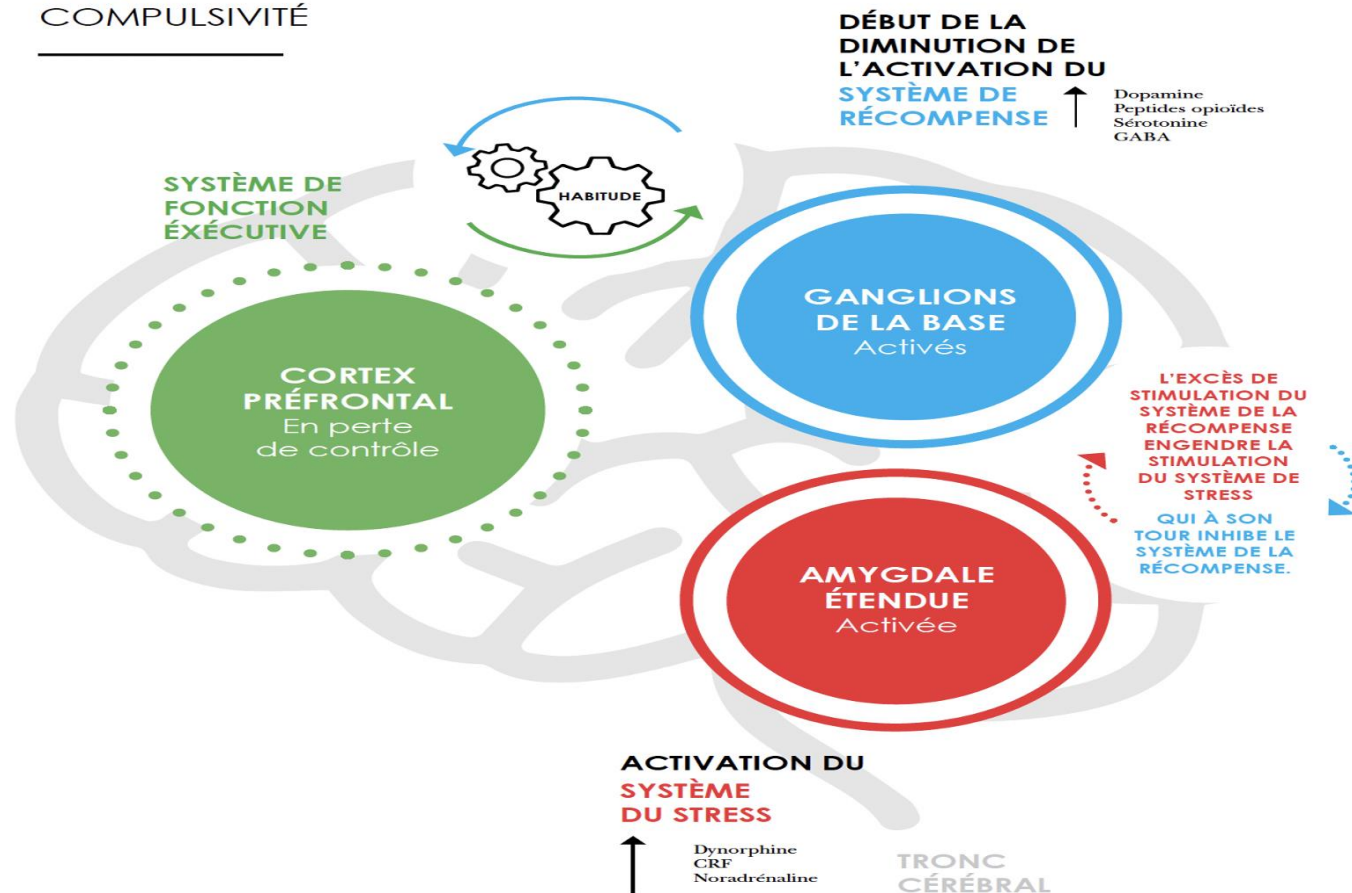 COMPULSIVITÉ
DÉBUT DE LA
DIMINUTION DE
L'ACTIVATION DU
SYSTÈME DE
RÉCOMPENSE
Dopamine
Peptides opioïdes
Sérotonine
GABA
SYSTÈME DE
FONCTION
ÉXÉCUTIVE
HABITUDE
GANGLIONS
DE LA BASE
Activés
CORTEX
PRÉFRONTAL
En perte
de contrôle
L'EXCÈS DE
STIMULATION DU
SYSTÈME DE LA
RÉCOMPENSE
ENGENDRE LA
STIMULATION
DU SYSTÈME DE
STRESS
QUI À SON
TOUR INHIBE LE
SYSTÈME DE LA
RÉCOMPENSE.
AMYGDALE
ÉTENDUE
Activée
ACTIVATION DU
SYSTÈME
DU STRESS
Dynorphine
CRF
Noradrénaline
TRONC
CÉRÉBRAL